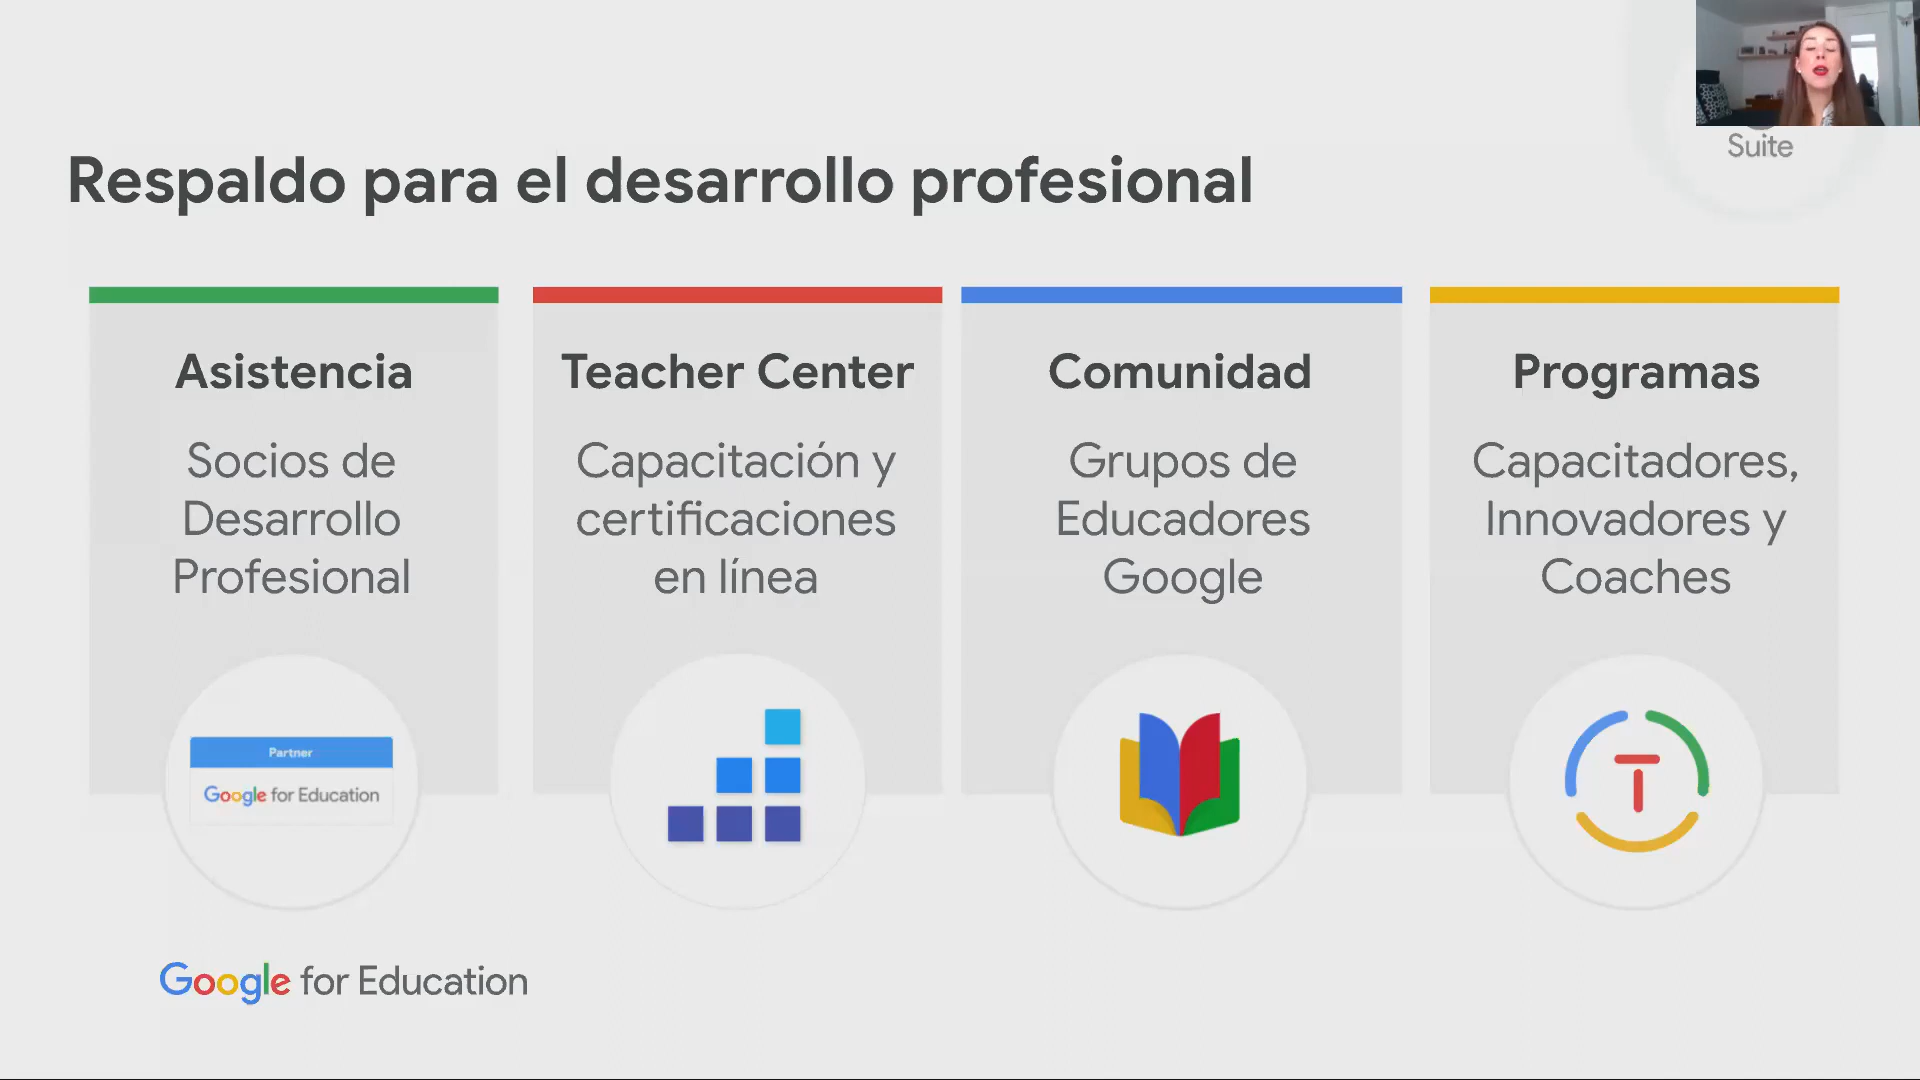 Suite
Respaldo para el desarrollo profesional
Asistencia
Socios de
Desarrollo
Profesional
Partner
Google for Education
Teacher Center
Capacitación y
certificaciones
en línea
Comunidad
Grupos de
Educadores
Google
Programas
Capacitadores,
Innovadores y
Coaches
T
Google for Education